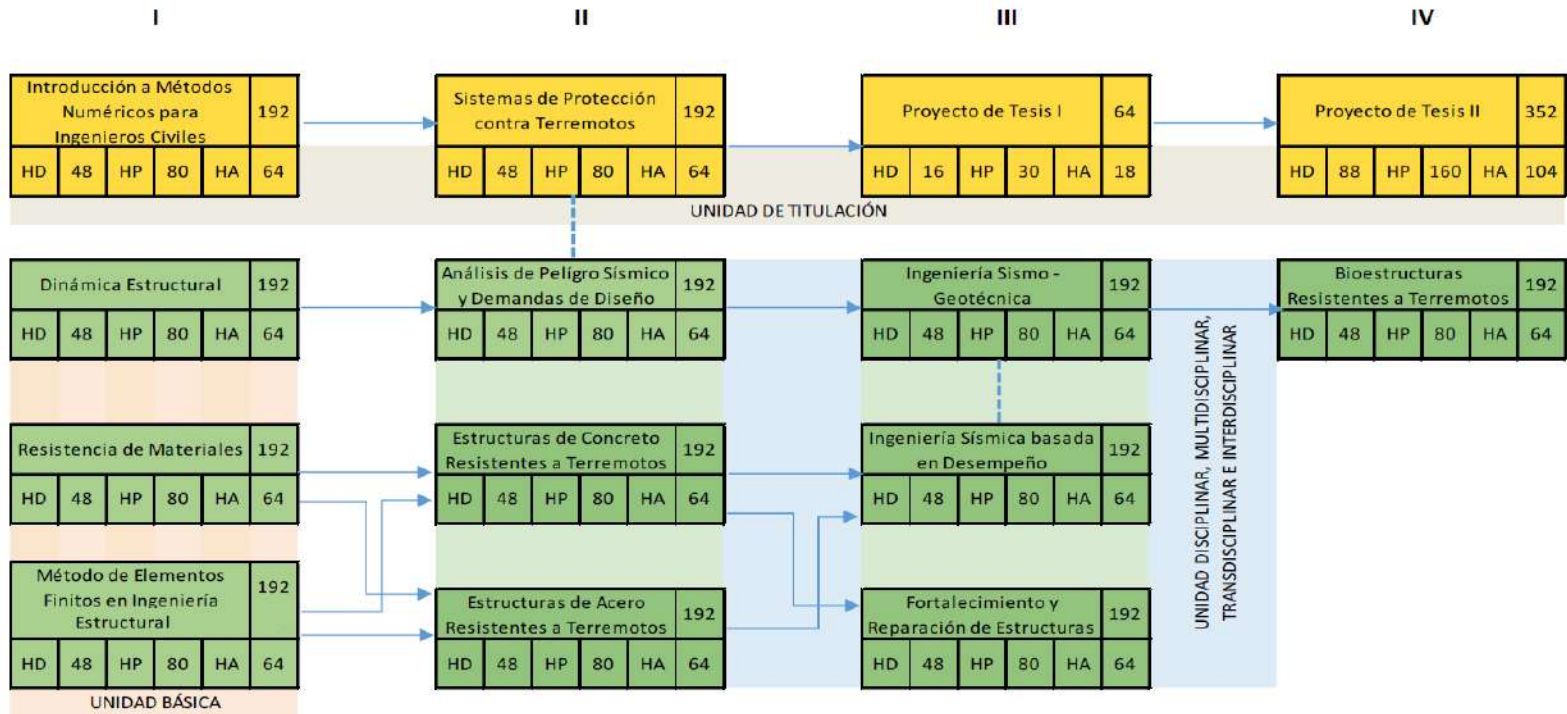 I
II
III
IV
Introducción a Métodos
Numéricos para
Ingenieros Civiles
192
HD 48 HP 80 HA 64
Sistemas de Protección
contra Terremotos
192
HD 48 HP 80 HA 64
Proyecto de Tesis I
64
HD 16 HP 30 HA 18
Proyecto de Tesis II
352
HD 88 HP 160 HA 104
UNIDAD DE TITULACIÓN
Dinámica Estructural
192
HD 48 HP 80 HA 64
Análisis de Pelígro Sísmico
y Demandas de Diseño
192
HD 48 HP 80 HA 64
Ingeniería Sismo -
Geotécnica
192
HD 48 HP 80 HA 64
Bioestructuras
Resistentes a Terremotos
192
HD 48 HP 80 HA 64
Resistencia de Materiales
192
HD 48 HP 80 HA 64
Estructuras de Concreto
Resistentes a Terremotos
192
HD 48 HP 80 HA 64
Ingeniería Sísmica basada
en Desempeño
192
HD 48 HP 80 HA 64
UNIDAD DISCIPLINAR, MULTIDISCIPLINAR,
TRANSDISCIPLINAR E INTERDISCIPLINAR
Método de Elementos
Finitos en Ingeniería
Estructural
192
HD 48 HP 80 HA 64
Estructuras de Acero
Resistentes a Terremotos
192
HD 48 HP 80 HA 64
Fortalecimiento y
Reparación de Estructuras
192
HD 48 HP 80 HA 64
UNIDAD BÁSICA